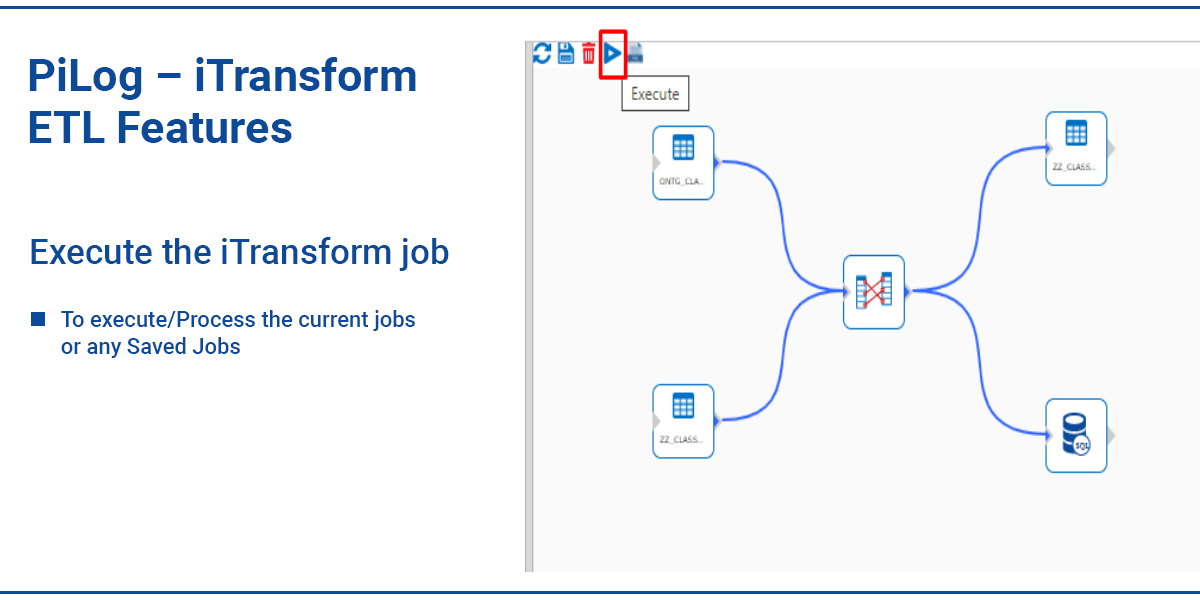 PiLog – iTransform
ETL Features
Execute the iTransform job
To execute/Process the current jobs
or any Saved Jobs
Execute
ONTG_CLA...
ZZ_CLASS...
ZZ_CLASS...
SQL